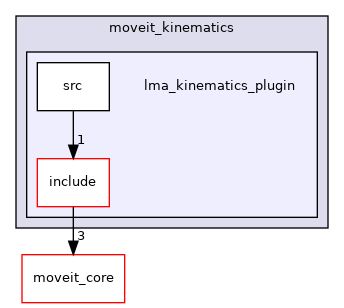 moveit_kinematics
src
lma_kinematics_plugin
1
include
3
moveit_core